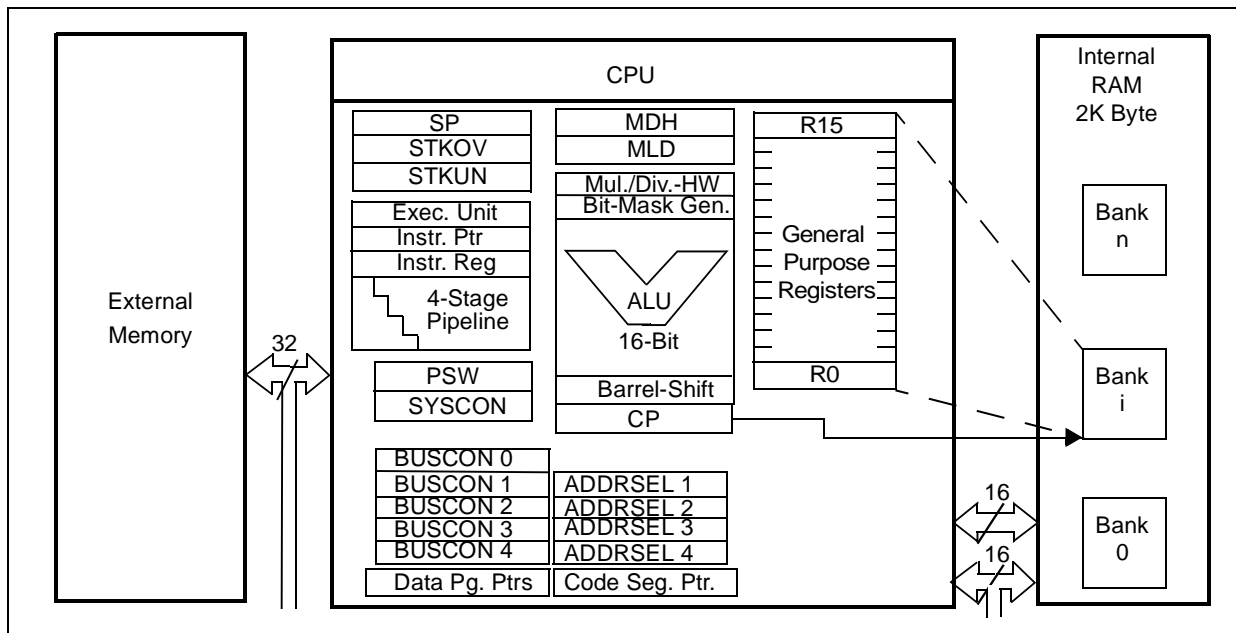 External
Memory
32
CPU
SP
STKOV
STKUN
Exec. Unit
Instr. Ptr
Instr. Reg
4-Stage
Pipeline
PSW
SYSCON
BUSCON 0
BUSCON 1
BUSCON 2
BUSCON 3
BUSCON 4
Data Pg. Ptrs
MDH
MLD
Mul./Div.-HW
Bit-Mask Gen.
ALU
16-Bit
Barrel-Shift
CP
ADDRSEL 1
ADDRSEL 2
ADDRSEL 3
ADDRSEL 4
Code Seg. Ptr.
R15
General
Purpose
Registers
R0
16
16
Internal
RAM
2K Byte
Bank
n
Bank
i
Bank
0